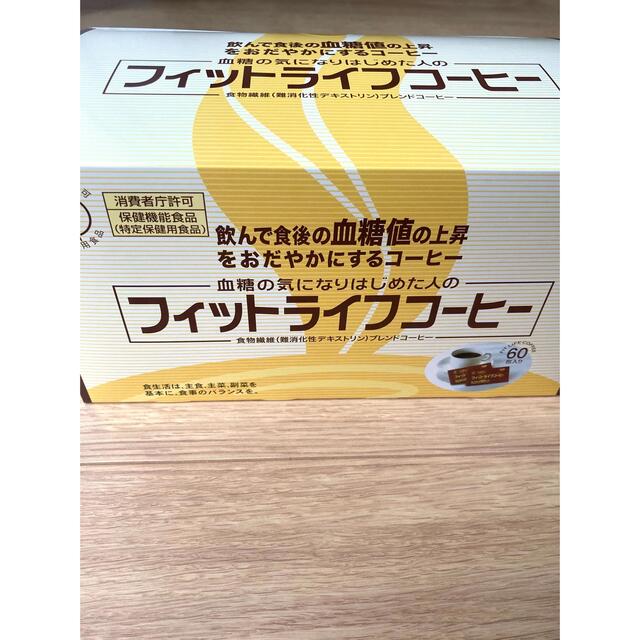 飲んで食後の血糖値の上昇
をおだやかにするコーヒー
血糖の気になりはじめた人の
フィットライフコーヒー
食物繊維(難消化性デキストリン)ブレンドコーヒー
消費者庁許可
保健機能食品
(特定保健用食品)
飲んで食後の血糖値の上昇
をおだやかにするコーヒー
血糖の気になりはじめた人の
フィットライフコーヒー
食物繊維(難消化性デキストリン)ブレンドコーヒー
FIT LIFE COFFEE
60
包入り
食生活は、主食、主菜、副菜を
基本に、食事のバランスを。